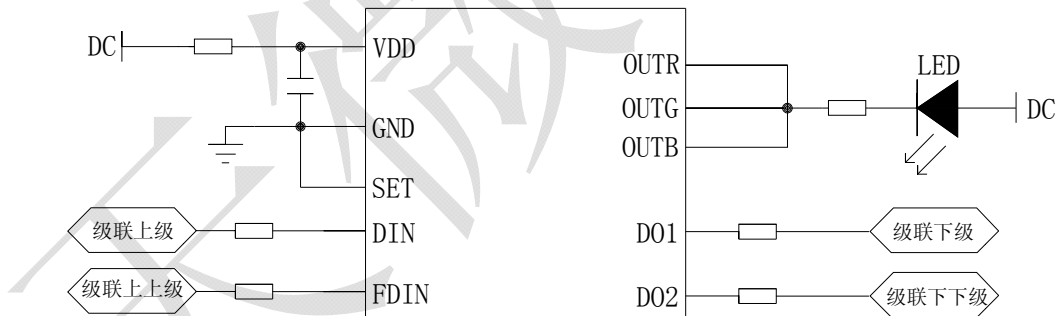 DC
VDD
OUTR
LED
OUTG
DC
GND
OUTB
SET
级联上级
DIN
DO1
级联下级
级联上上级
FDIN
DO2
级联下下级